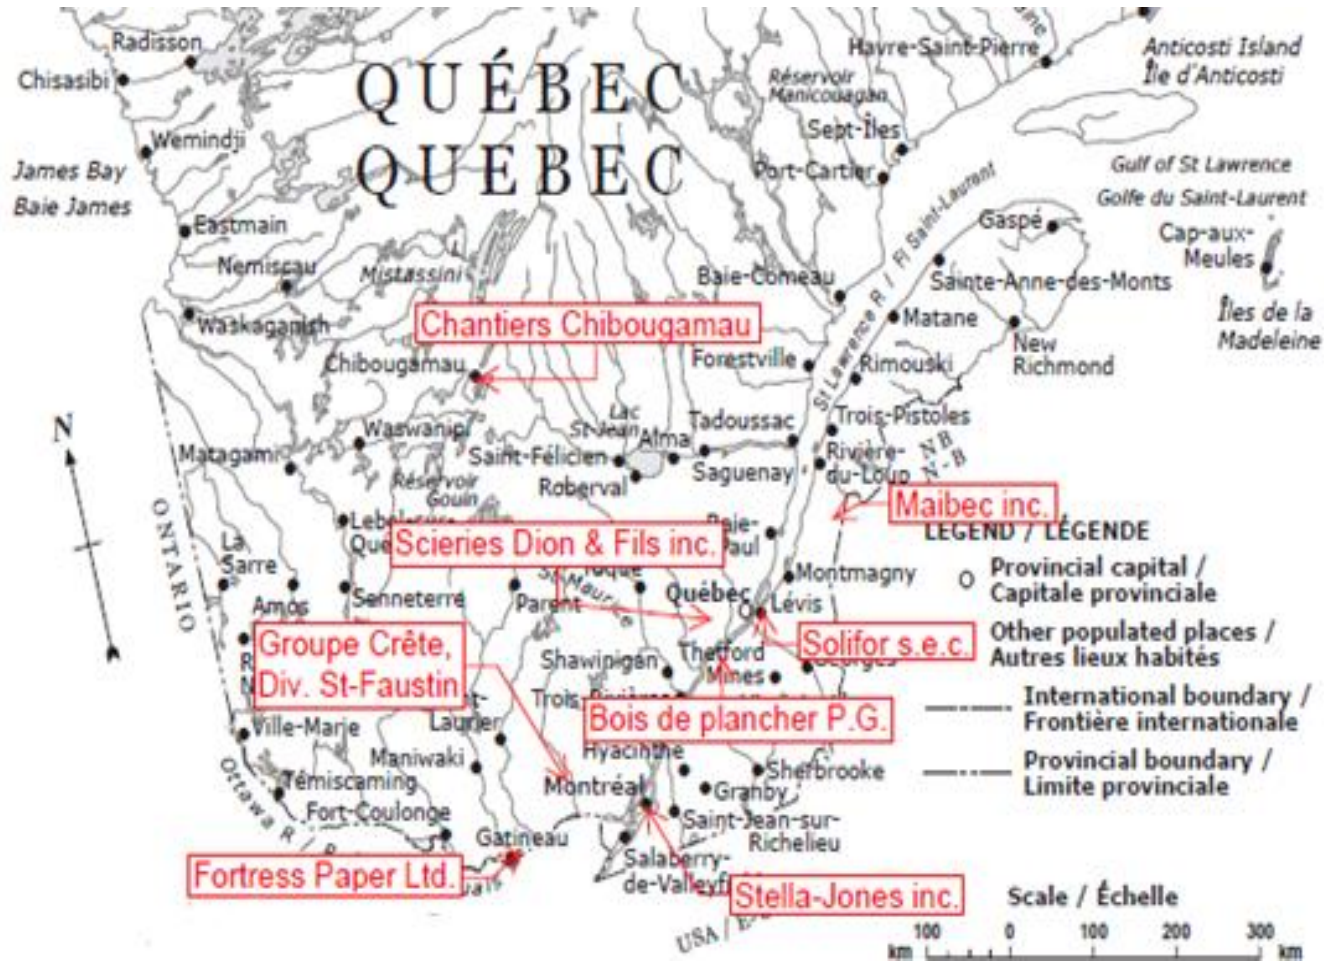 Radisson
Chisasibi
Wemindji
James Bay
Baie James
Eastmain
Nemiscau
Waskaganish
QUÉBEC
QUÉBEC
Mistassini
Réservoir
Manicouagan
Havre-Saint-Pierre
Anticosti Island
Île d'Anticosti
Sept-Îles
Port-Cartier
Gulf of St Lawrence
Golfe du Saint-Laurent
St Lawrence R / Fl Saint-Laurent
Gaspé
Cap-aux-
Meules
Îles de la
Madeleine
Baie-Comeau
Sainte-Anne-des-Monts
Matane
New
Richmond
Chantiers Chibougamau
Chibougamau
Forestville
Rimouski
N
Waswanipi
Matagami
Lac
St-Jean
Alma
Saint-Félicien
Roberval
Saguenay
Tadoussac
Trois-Pistoles
Rivière-
du-Loup
NB
N-B
Réservoir
Gouin
ONTARIO
Maibec inc.
Scieries Dion & Fils inc.
La
Sarre
Amos
Senneterre
Parent
St-Maurice
Québec
Montmagny
Lévis
Groupe Crête,
Div. St-Faustin
Solifor s.e.c.
Shawinigan
Thetford
Mines
Bois de plancher P.G.
Ville-Marie
Laurier
Maniwaki
Hyacinthe
Témiscaming
Fort-Coulonge
Ottawa R
Montréal
Sherbrooke
Granby
Saint-Jean-sur-
Richelieu
Gatineau
Salaberry-
Fortress Paper Ltd.
Stella-Jones inc.
USA
LEGEND / LÉGENDE
Provincial capital /
Capitale provinciale
Other populated places /
Autres lieux habités
International boundary /
Frontière internationale
Provincial boundary /
Limite provinciale
Scale / Échelle
100 0 100 200 300
km km